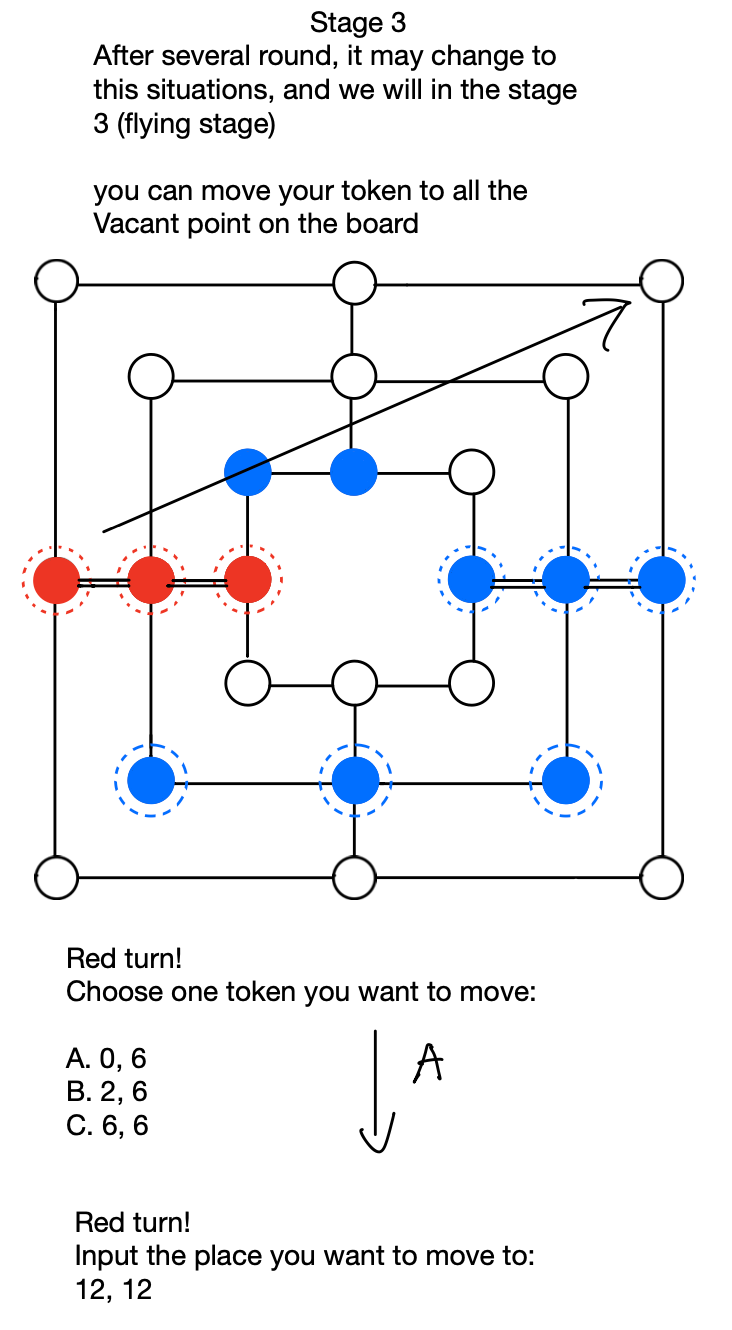 Stage 3
After several round, it may change to
this situations, and we will in the stage
3 (flying stage)
you can move your token to all the
Vacant point on the board
Red turn!
Choose one token you want to move:
A. 0, 6
B. 2, 6
C. 6, 6
A
Red turn!
Input the place you want to move to:
12, 12